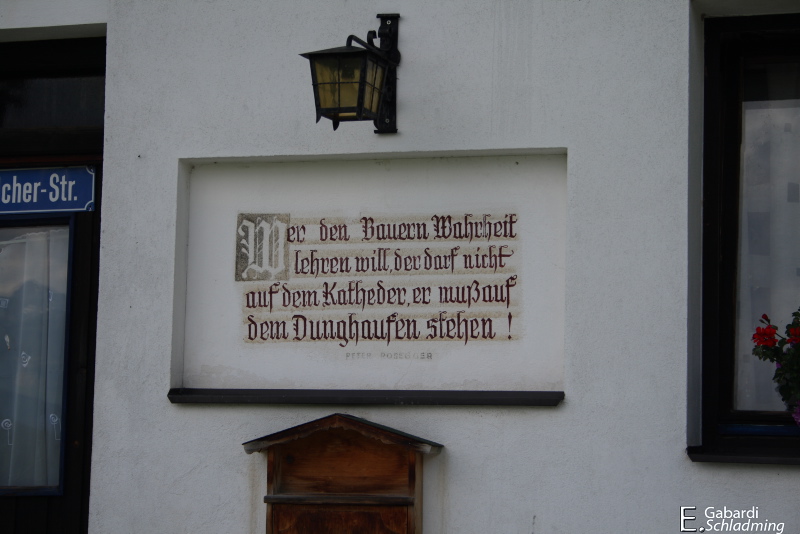 lcher-Str.
Wer den Bauern Wahrheit
lehren will, der darf nicht
auf dem Katheder, er muß auf
dem Dunghaufen stehen !
PETER ROSEGGER
E. Gabardi
Schladming